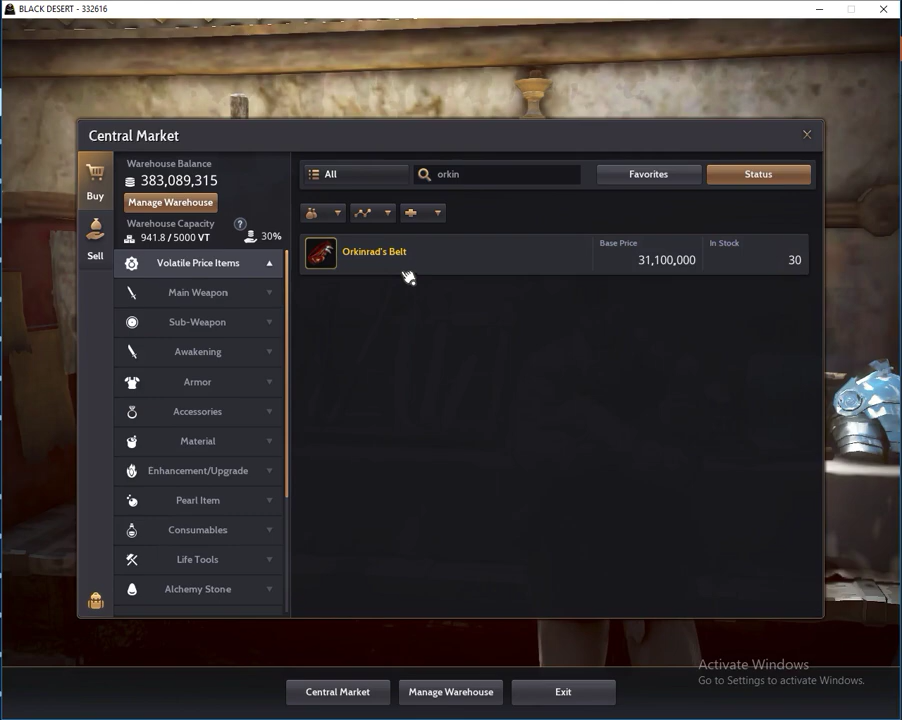 BLACK DESERT - 332616
Central Market
Buy
Sell
Warehouse Balance
383,089,315
Manage Warehouse
Warehouse Capacity
?
941.8 / 5000 VT
30%
Volatile Price Items
Main Weapon
Sub-Weapon
Awakening
Armor
Accessories
Material
Enhancement/Upgrade
Pearl Item
Consumables
Life Tools
Alchemy Stone
All
orkin
Favorites
Status
Orkinrad's Belt
Base Price
31,100,000
In Stock
30
Activate Windows
Go to Settings to activate Windows.
Central Market
Manage Warehouse
Exit